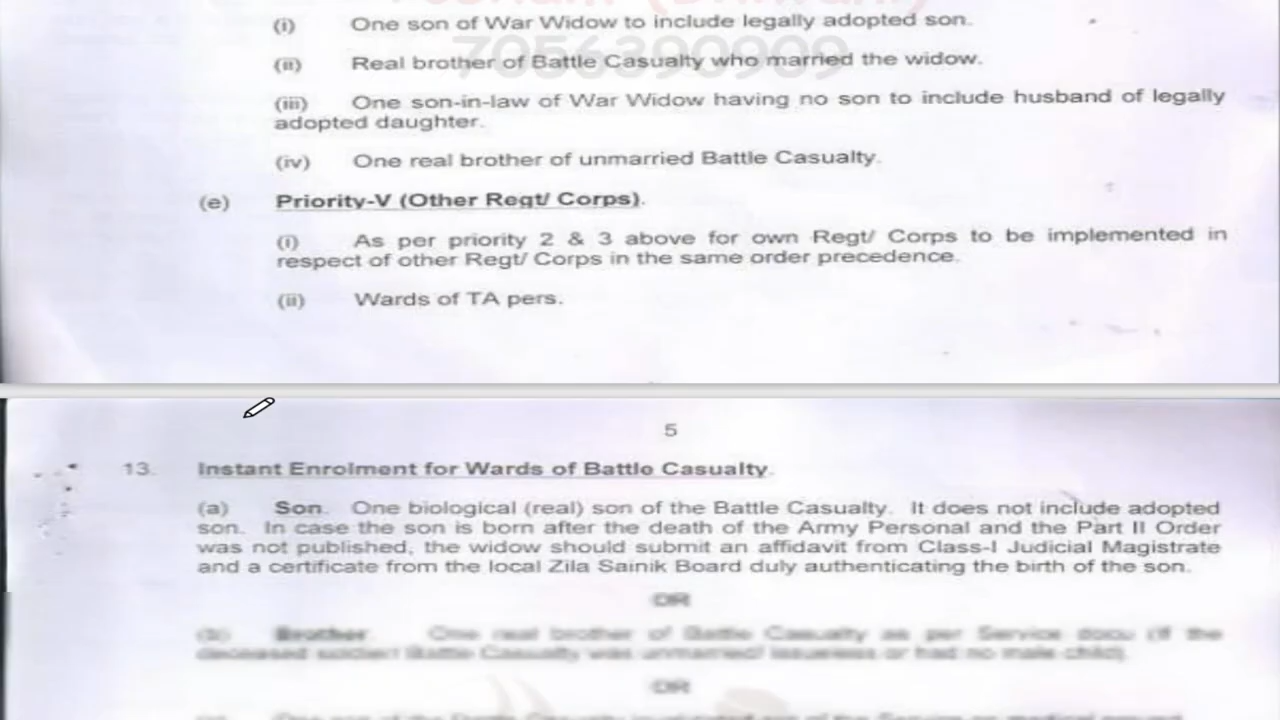 (i) One son of War Widow to include legally adopted son.
7056390909
(ii) Real brother of Battle Casualty who married the widow.
(iii) One son-in-law of War Widow having no son to include husband of legally
adopted daughter.
(iv) One real brother of unmarried Battle Casualty.
(e) Priority-V (Other Regt/ Corps).
(i) As per priority 2 & 3 above for own Regt/ Corps to be implemented in
respect of other Regt/ Corps in the same order precedence.
(ii) Wards of TA pers.
5
13. Instant Enrolment for Wards of Battle Casualty.
(a) Son. One biological (real) son of the Battle Casualty. It does not include adopted
son. In case the son is born after the death of the Army Personal and the Part II Order
was not published, the widow should submit an affidavit from Class-I Judicial Magistrate
and a certificate from the local Zila Sainik Board duly authenticating the birth of the son.
OR
(b) Brother. One real brother of Battle Casualty as per Service docu (If the
deceased soldier/ Battle Casualty was unmarried/ issueless or had no male child).
OR